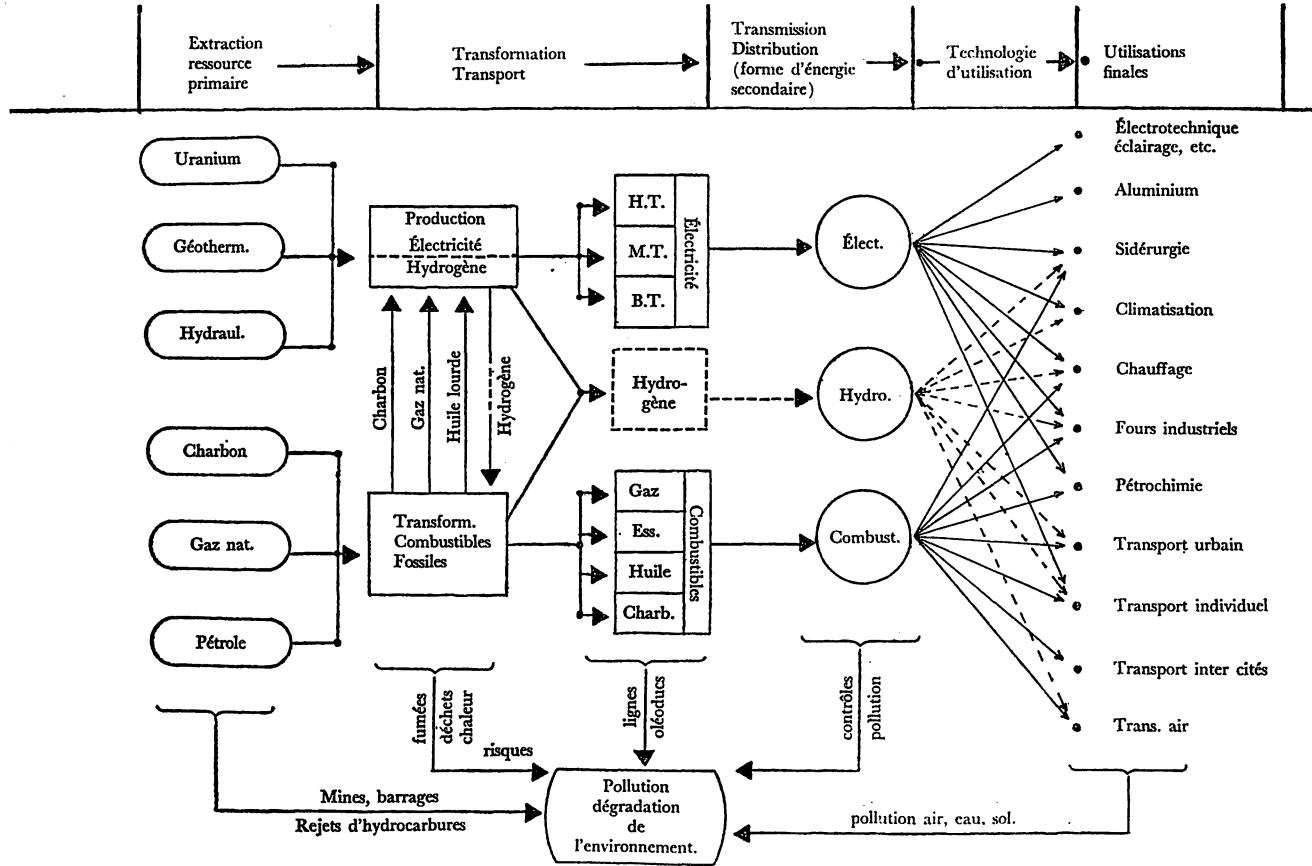 Extraction
ressource
primaire
Transformation
Transport
Transmission
Distribution
(forme d'énergie
secondaire)
Technologie
d'utilisation
Utilisations
finales
Uranium
Géotherm.
Hydraul.
Charbon
Gaz nat.
Pétrole
Production
Électricité
Hydrogène
Charbon
Gaz nat.
Huile lourde
Hydrogène
Transform.
Combustibles
Fossiles
H.T.
M.T.
B.T.
Électricité
Hydro-
gène
Gaz
Ess.
Huile
Charb.
Combustibles
Élect.
Hydro.
Combust.
Électrotechnique
éclairage, etc.
Aluminium
Sidérurgie
Climatisation
Chauffage
Fours industriels
Pétrochimie
Transport urbain
Transport individuel
Transport inter cités
Trans. air
fumées
déchets
chaleur
risques
lignes
oléoducs
contrôles
pollution
Mines, barrages
Rejets d'hydrocarbures
Pollution
dégradation
de
l'environnement.
pollution air, eau, sol.